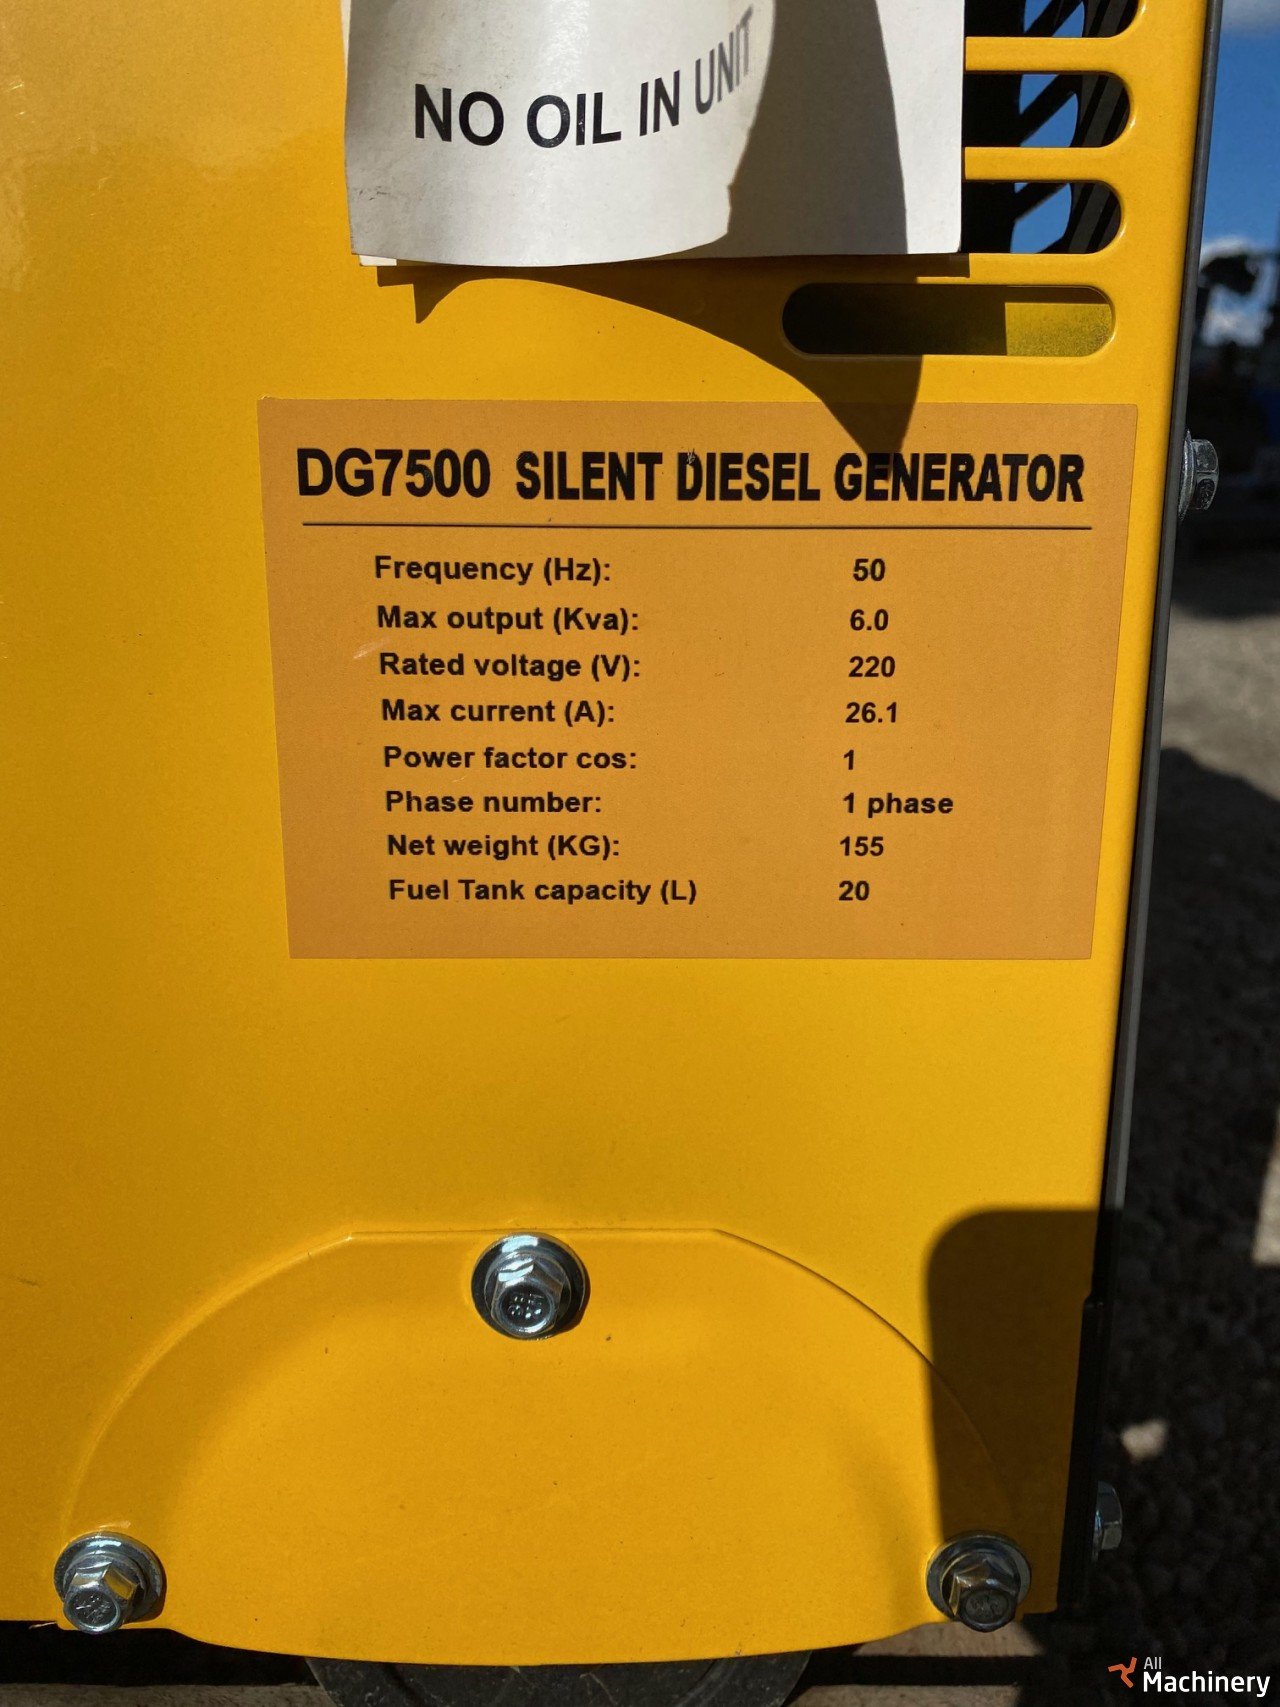 NO OIL IN UNIT
DG7500 SILENT DIESEL GENERATOR
Frequency (Hz): 50
Max output (Kva): 6.0
Rated voltage (V): 220
Max current (A): 26.1
Power factor cos: 1
Phase number: 1 phase
Net weight (KG): 155
Fuel Tank capacity (L) 20
All
Machinery